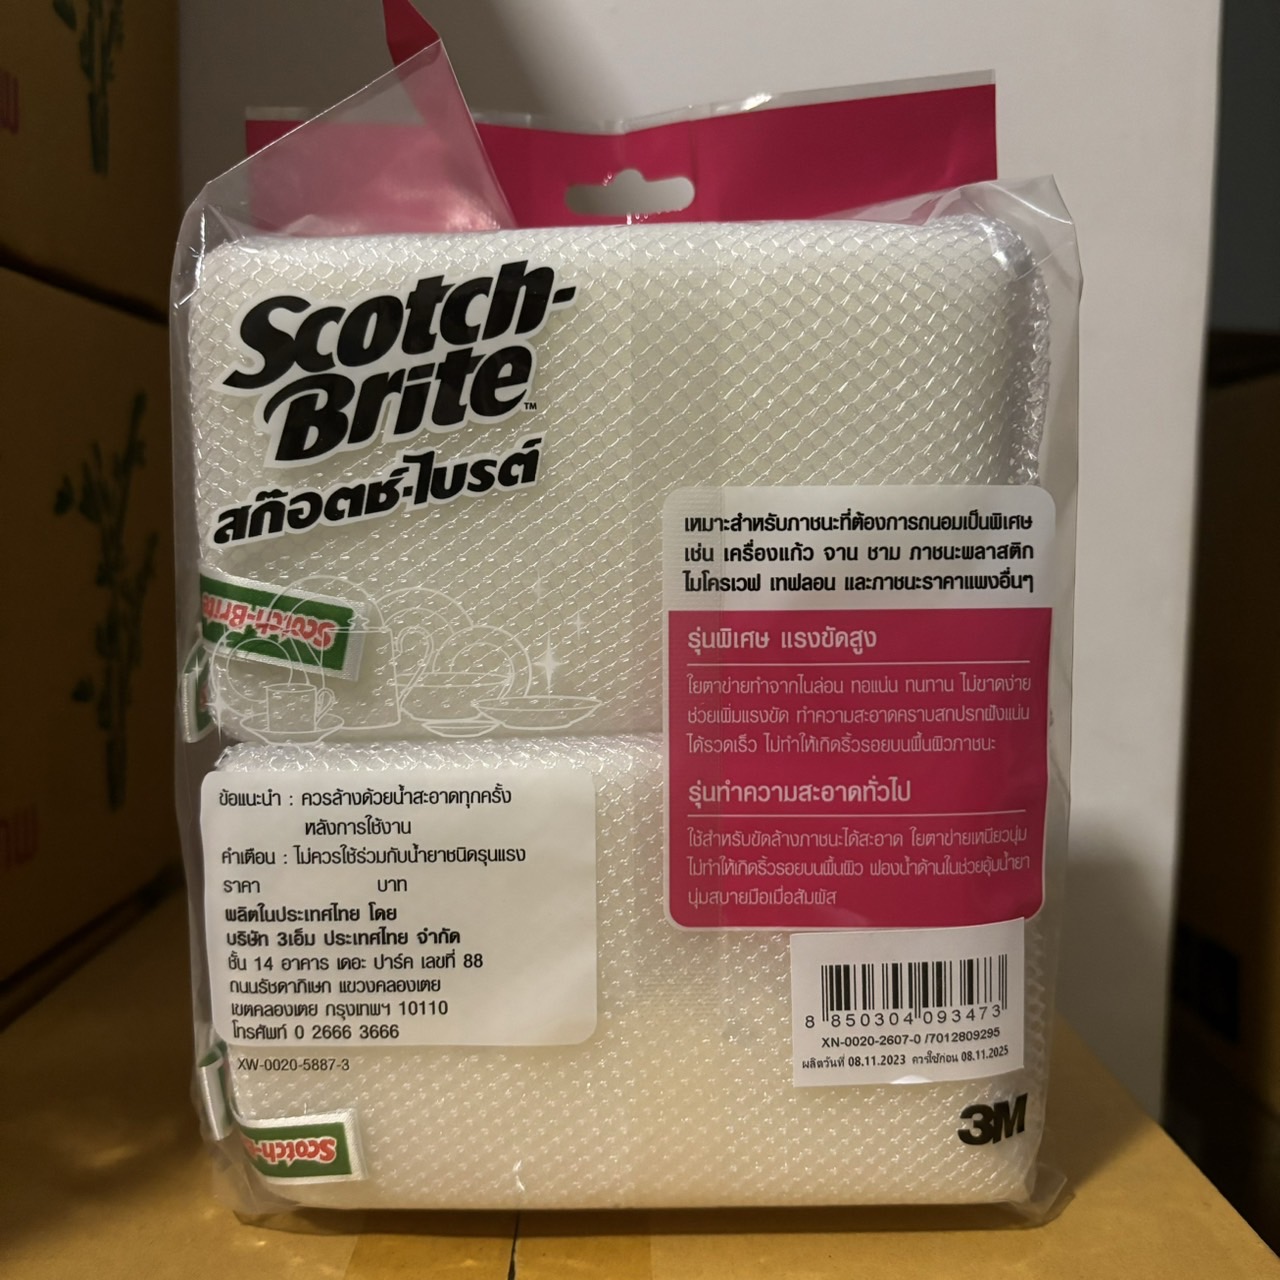 Scotch-
Brite™
สก๊อตช์-ไบรต์
เหมาะสำหรับภาชนะที่ต้องการถนอมเป็นพิเศษ
เช่น เครื่องแก้ว จาน ชาม ภาชนะพลาสติก
ไมโครเวฟ เทฟลอน และภาชนะราคาแพงอื่นๆ
รุ่นพิเศษ แรงขัดสูง
ใยตาข่ายทำจากไนล่อน ทอแน่น ทนทาน ไม่ขาดง่าย
ช่วยเพิ่มแรงขัด ทำความสะอาดคราบสกปรกฝังแน่น
ได้รวดเร็ว ไม่ทำให้เกิดริ้วรอยบนพื้นผิวภาชนะ
รุ่นทำความสะอาดทั่วไป
ใช้สำหรับขัดล้างภาชนะได้สะอาด ใยตาข่ายเหนียวนุ่ม
ไม่ทำให้เกิดริ้วรอยบนพื้นผิว ฟองน้ำด้านในช่วยอุ้มน้ำยา
นุ่มสบายมือเมื่อสัมผัส
Scotch-Brite
ข้อแนะนำ : ควรล้างด้วยน้ำสะอาดทุกครั้ง
หลังการใช้งาน
คำเตือน : ไม่ควรใช้ร่วมกับน้ำยาชนิดรุนแรง
ราคา บาท
ผลิตในประเทศไทย โดย
บริษัท 3เอ็ม ประเทศไทย จำกัด
ชั้น 14 อาคาร เดอะ ปาร์ค เลขที่ 88
ถนนรัชดาภิเษก แขวงคลองเตย
เขตคลองเตย กรุงเทพฯ 10110
โทรศัพท์ 0 2666 3666
XW-0020-5887-3
8 850304 093473
XN-0020-2607-0 /7012809295
ผลิตวันที่ 08.11.2023 ควรใช้ก่อน 08.11.2025
3M
Scotch-B